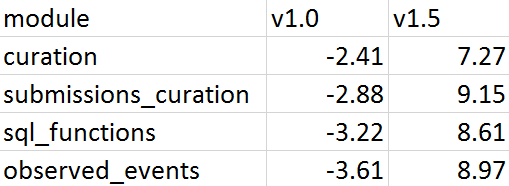 module v1.0 v1.5
curation -2.41 7.27
submissions_curation -2.88 9.15
sql_functions -3.22 8.61
observed_events -3.61 8.97